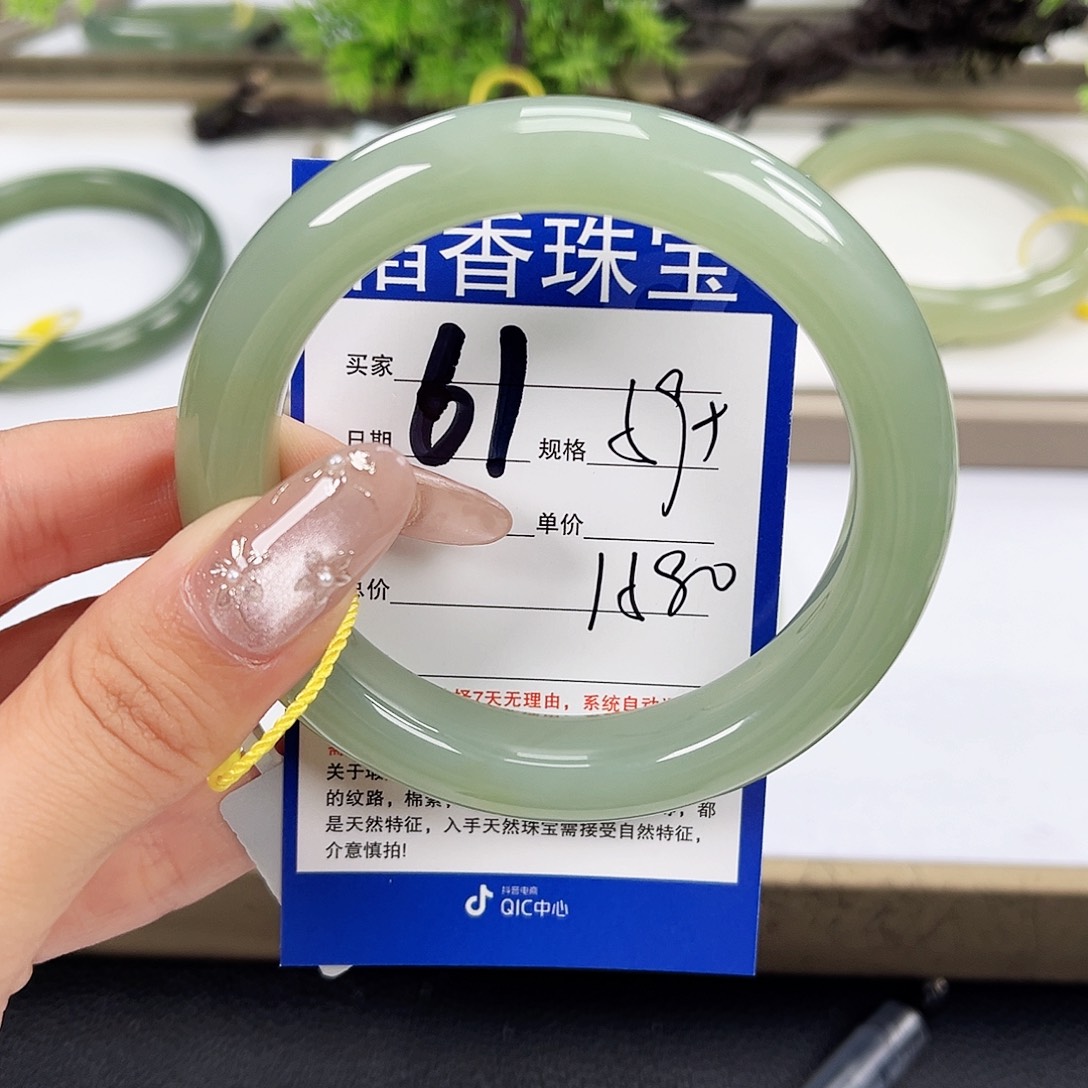 香珠宝
买家
61
日期
规格
单价
总价
1680
7天无理由，系统自动
关于
的纹路，棉絮，
都
是天然特征，入手天然珠宝需接受自然特征，
介意慎拍！
抖音电商
QIC中心